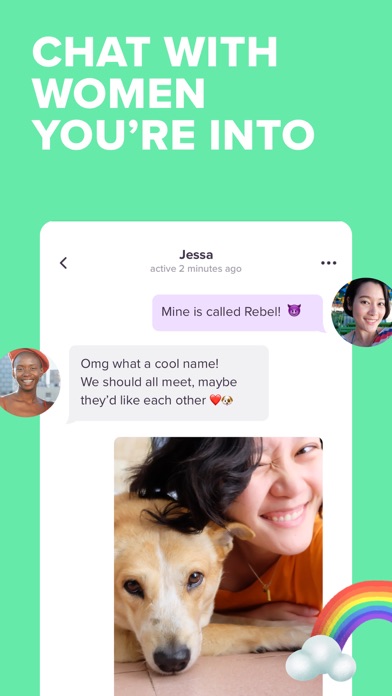 CHAT WITH
WOMEN
YOU’RE INTO
Jessa
active 2 minutes ago
Mine is called Rebel! 😈
Omg what a cool name!
We should all meet, maybe
they’d like each other ❤️🐶